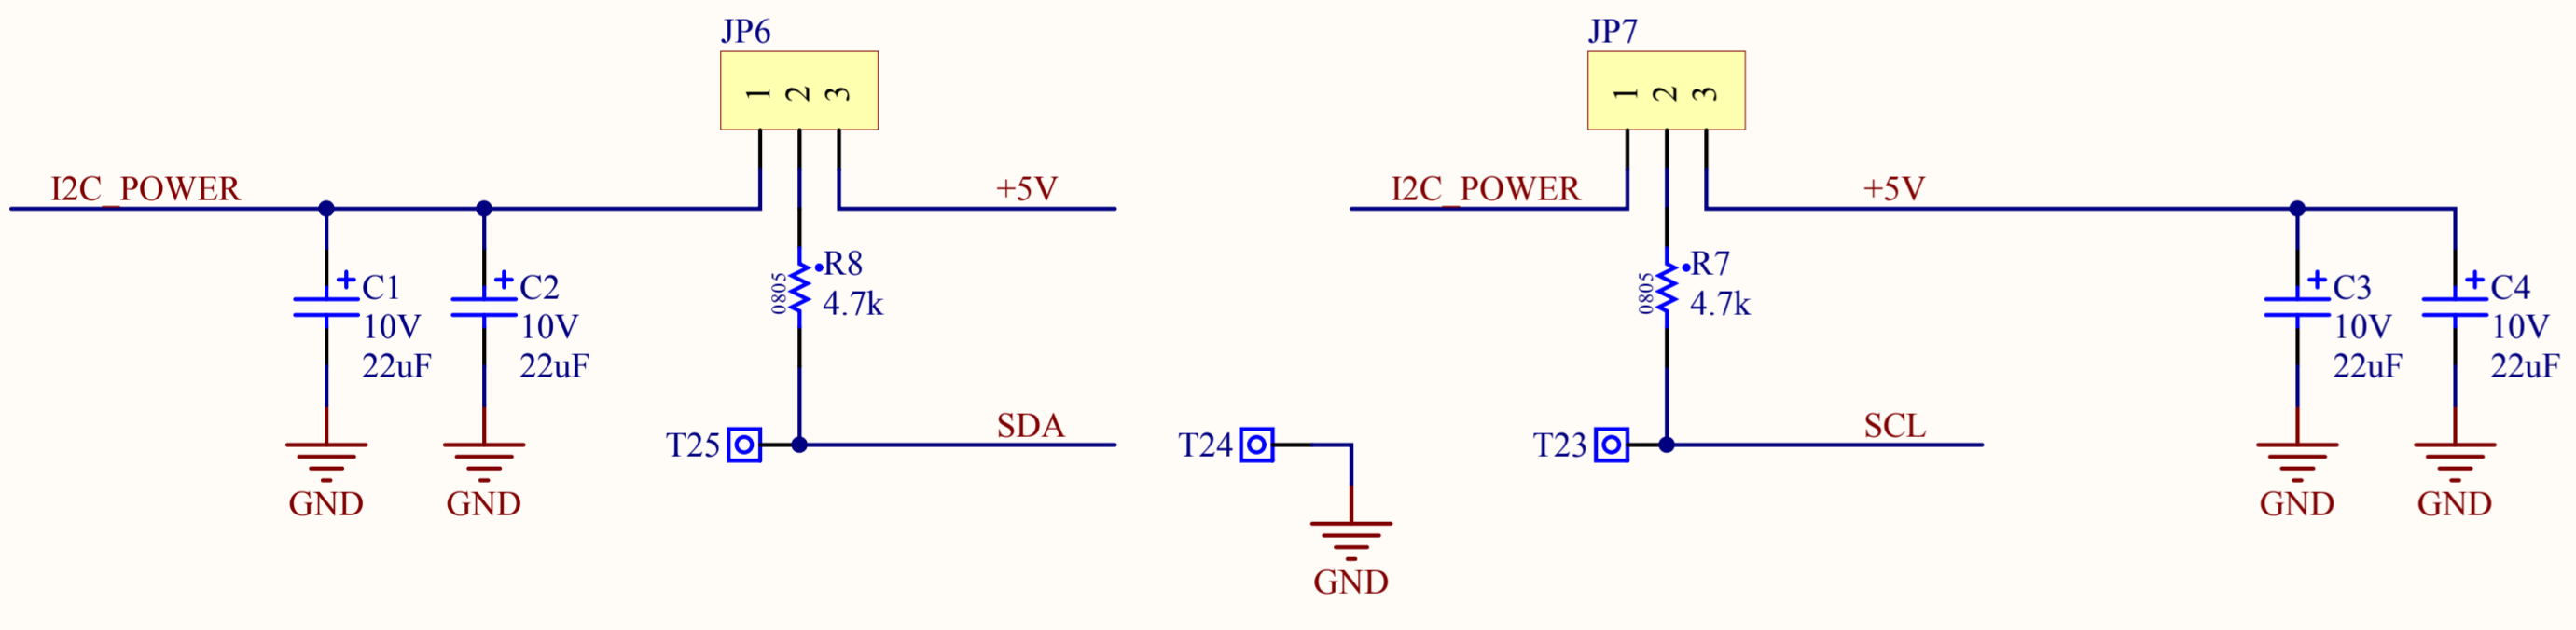 JP6
1 2 3
I2C_POWER
+5V
+ C1
10V
22uF
+ C2
10V
22uF
0805
R8
4.7k
T25
SDA
GND
GND
JP7
1 2 3
I2C_POWER
+5V
0805
R7
4.7k
T24
T23
SCL
GND
+ C3
10V
22uF
+ C4
10V
22uF
GND
GND